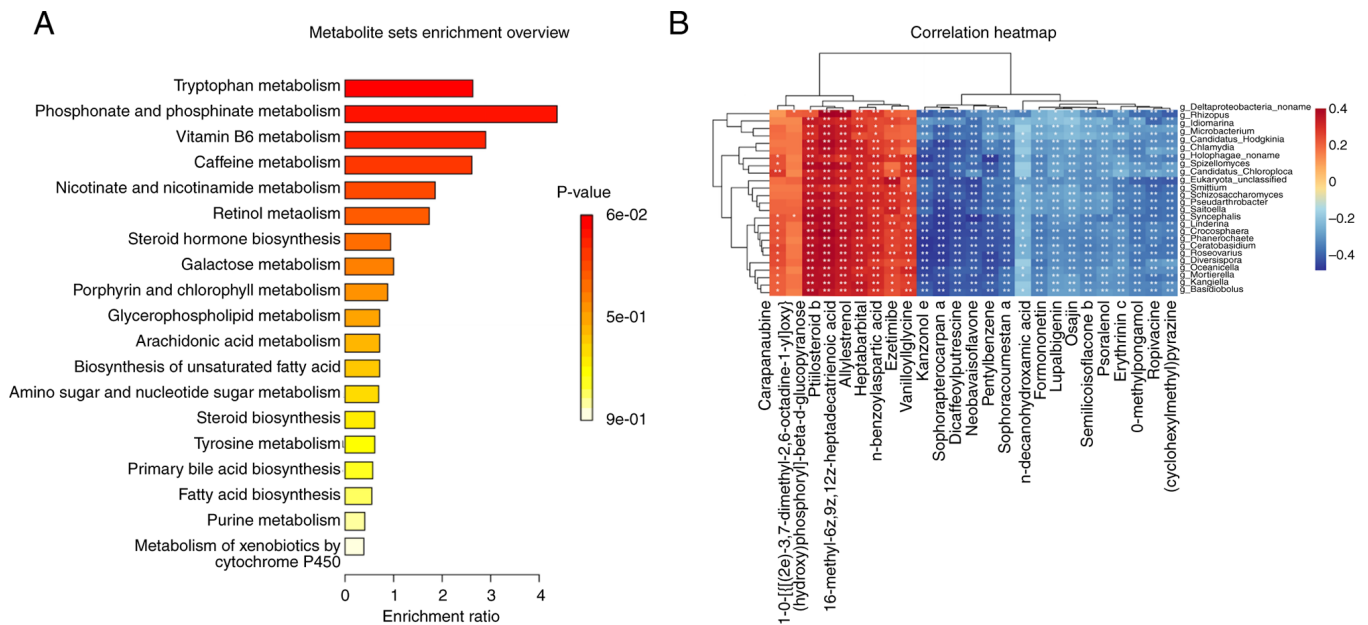 A
Metabolite sets enrichment overview
Tryptophan metabolism
Phosphonate and phosphinate metabolism
Vitamin B6 metabolism
Caffeine metabolism
Nicotinate and nicotinamide metabolism
Retinol metaolism
Steroid hormone biosynthesis
Galactose metabolism
Porphyrin and chlorophyll metabolism
Glycerophospholipid metabolism
Arachidonic acid metabolism
Biosynthesis of unsaturated fatty acid
Amino sugar and nucleotide sugar metabolism
Steroid biosynthesis
Tyrosine metabolism
Primary bile acid biosynthesis
Fatty acid biosynthesis
Purine metabolism
Metabolism of xenobiotics by
cytochrome P450
0 1 2 3 4
Enrichment ratio
P-value
6e-02
5e-01
9e-01
B
Correlation heatmap
g_Deltaproteobacteria_noname
g_Rhizopus
g_Idiomarina
g_Microbacterium
g_Candidatus_Hodgkinia
g_Chlamydia
g_Holophagae_noname
g_Spizellomyces
g_Candidatus_Chloroploca
g_Eukaryota_unclassified
g_Smittium
g_Schizosaccharomyces
g_Pseudarthrobacter
g_Saitoella
g_Syncephalis
g_Linderina
g_Crocosphaera
g_Phanerochaete
g_Ceratobasidium
g_Roseovarius
g_Diversispora
g_Oceanicella
g_Mortierella
g_Kangiella
g_Basidiobolus
0.4
0.2
0
−0.2
−0.4
Carapanaubine
1-0-[[[(2e)-3,7-dimethyl-2,6-octadine-1-yl]oxy}
(hydroxy)phosphoryl]-beta-d-glucopyranose
Ptilosteroid b
16-methyl-6z,9z,12z-heptadecatrienoic acid
Allylestrenol
Heptabarbital
n-benzoylaspartic acid
Ezetimibe
Vanilloyllglycine
Kanzonol e
Sophorapterocarpan a
Dicaffeoylputrescine
Neobavaisoflavone
Pentylbenzene
Sophoracoumestan a
n-decanohydroxamic acid
Formononetin
Lupalbigenin
Osajin
Semilicoisoflacone b
Psoralenol
Erythrinin c
0-methylpongamol
Ropivacine
(cyclohexylmethyl)pyrazine